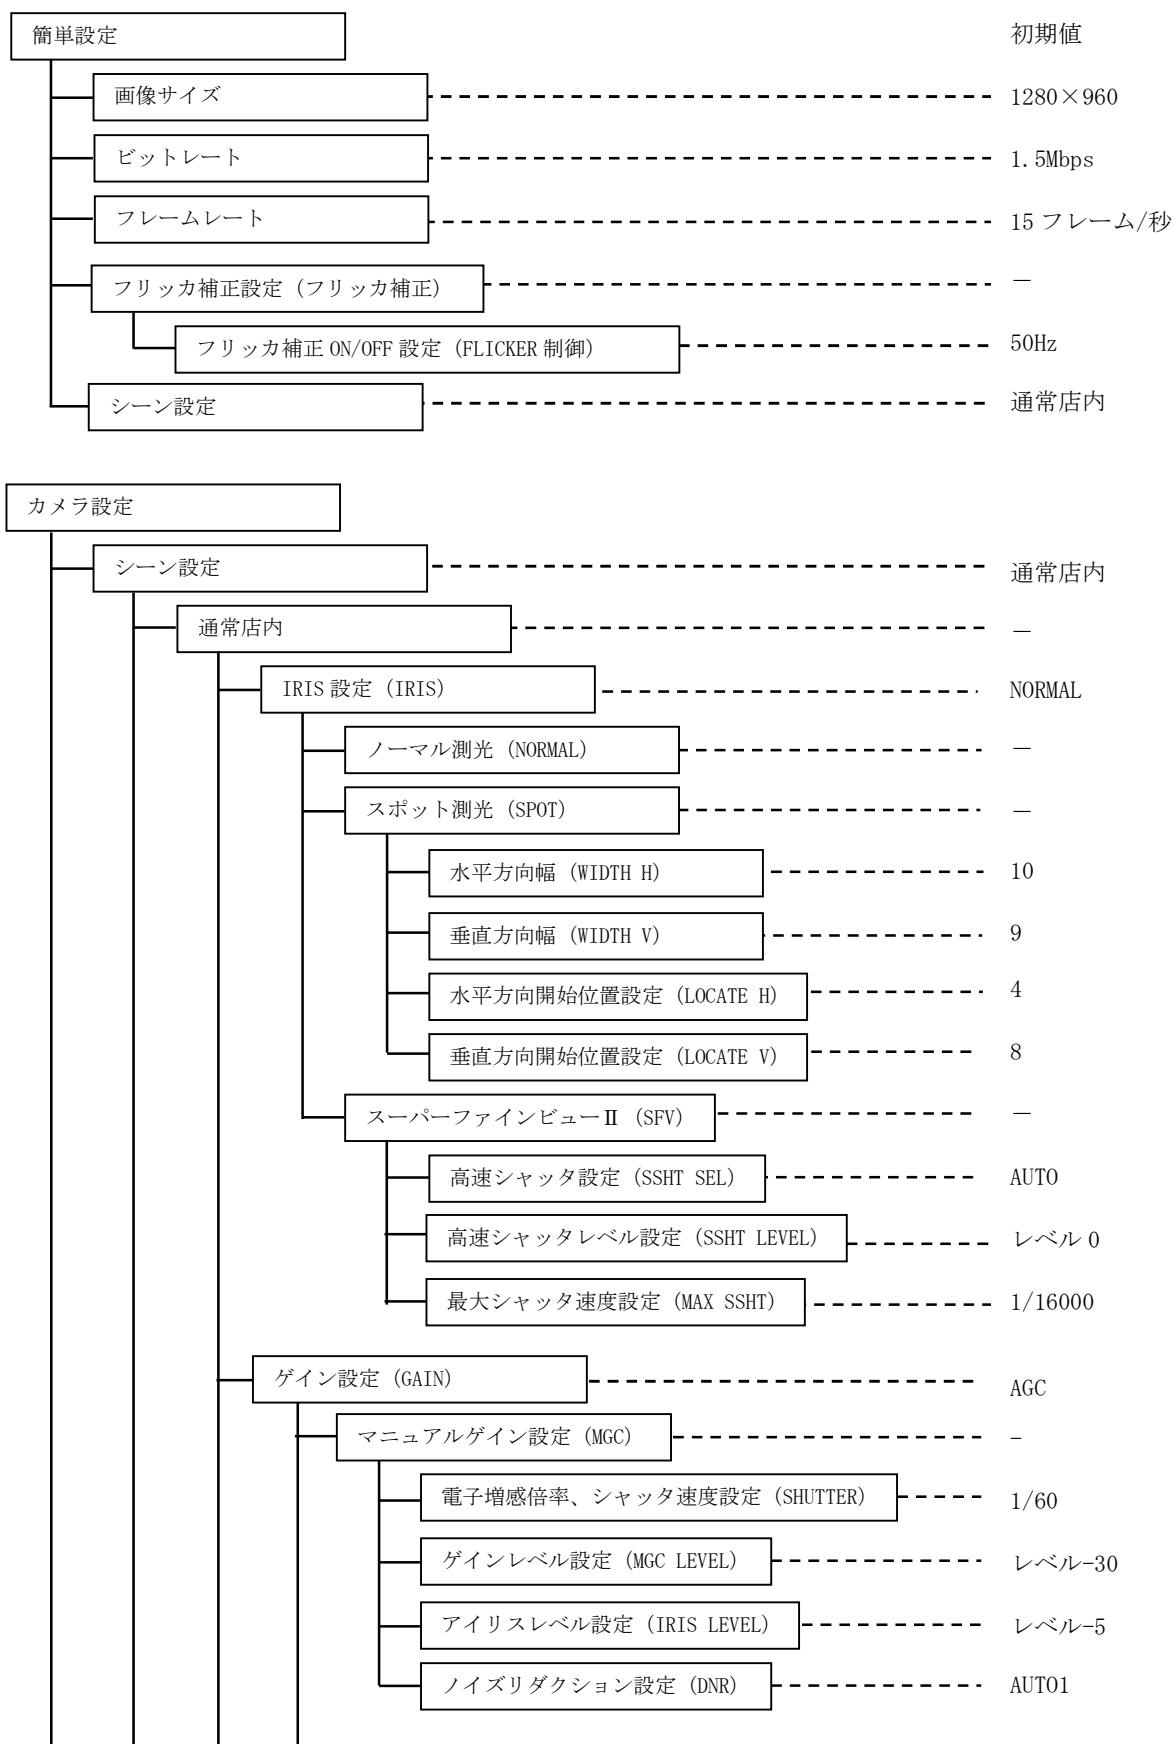 簡単設定 初期値
画像サイズ 1280×960
ビットレート 1.5Mbps
フレームレート 15 フレーム/秒
フリッカ補正設定（フリッカ補正） －
フリッカ補正 ON/OFF 設定（FLICKER 制御） 50Hz
シーン設定 通常店内
カメラ設定
シーン設定 通常店内
通常店内 －
IRIS 設定（IRIS） NORMAL
ノーマル測光（NORMAL） －
スポット測光（SPOT） －
水平方向幅（WIDTH H） 10
垂直方向幅（WIDTH V） 9
水平方向開始位置設定（LOCATE H） 4
垂直方向開始位置設定（LOCATE V） 8
スーパーファインビューⅡ（SFV） －
高速シャッタ設定（SSHT SEL） AUTO
高速シャッタレベル設定（SSHT LEVEL） レベル 0
最大シャッタ速度設定（MAX SSHT） 1/16000
ゲイン設定（GAIN） AGC
マニュアルゲイン設定（MGC） -
電子増感倍率、シャッタ速度設定（SHUTTER） 1/60
ゲインレベル設定（MGC LEVEL） レベル-30
アイリスレベル設定（IRIS LEVEL） レベル-5
ノイズリダクション設定（DNR） AUTO1